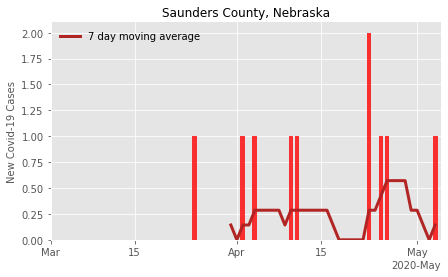 Saunders County, Nebraska
7 day moving average
New Covid-19 Cases
2.00
1.75
1.50
1.25
1.00
0.75
0.50
0.25
0.00
Mar
15
Apr
15
May
2020-May